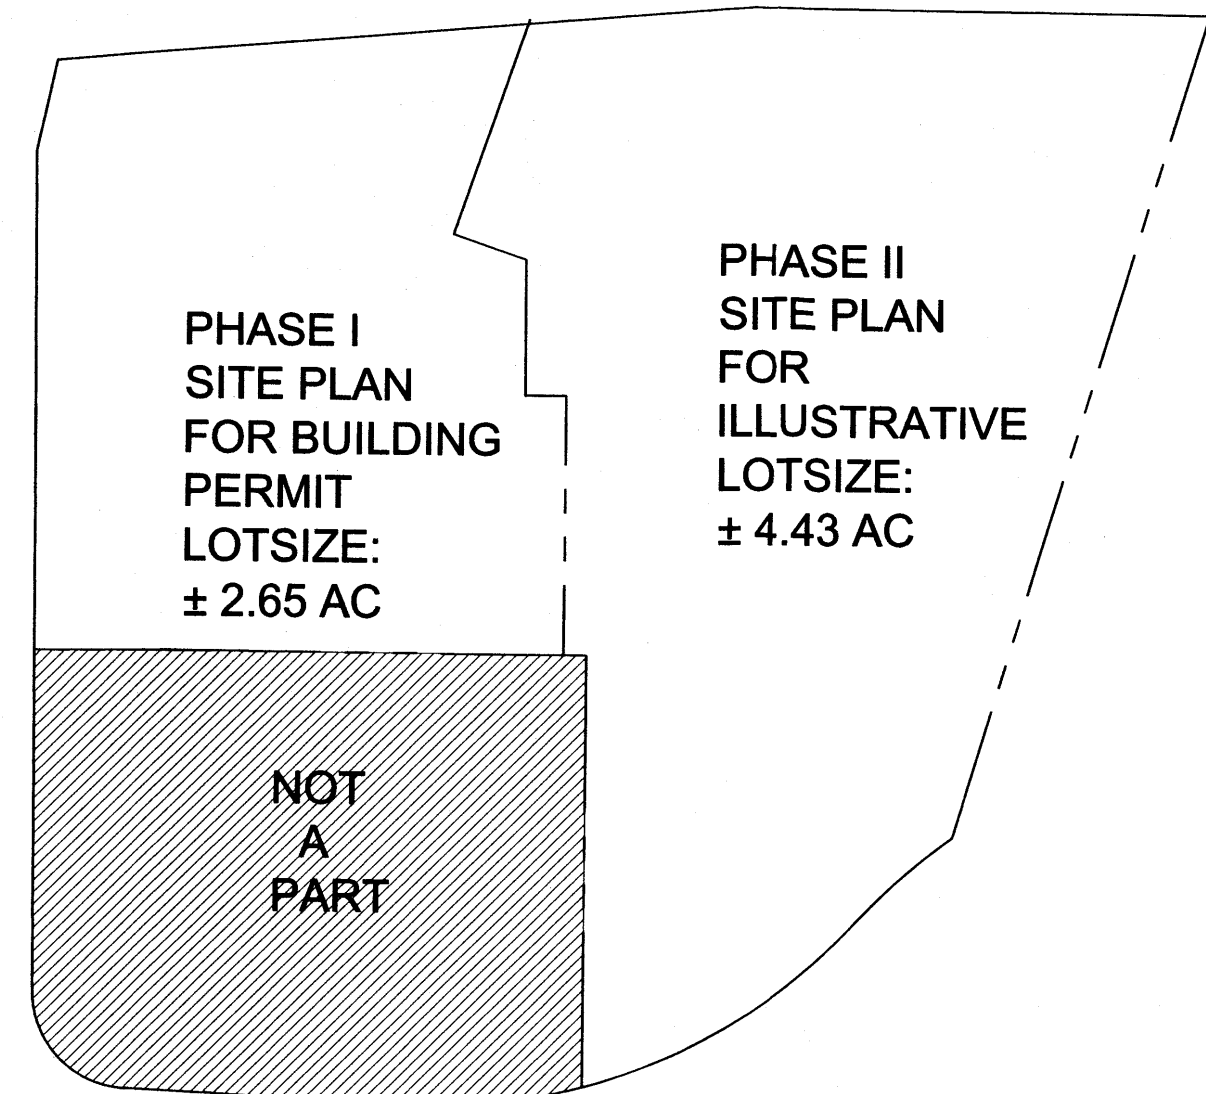 PHASE I
SITE PLAN
FOR BUILDING
PERMIT
LOTSIZE:
± 2.65 AC
PHASE II
SITE PLAN
FOR
ILLUSTRATIVE
LOTSIZE:
± 4.43 AC
NOT
A
PART